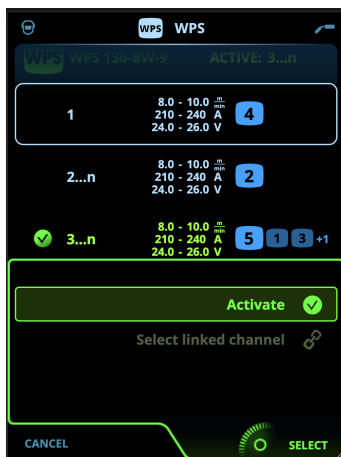 WPS WPS
WPS WPS 136-BW-9 ACTIVE: 3...n
1
8.0 - 10.0 m/min
210 - 240 A
24.0 - 26.0 V
4
2...n
8.0 - 10.0 m/min
210 - 240 A
24.0 - 26.0 V
2
3...n
8.0 - 10.0 m/min
210 - 240 A
24.0 - 26.0 V
5 1 3 +1
Activate
Select linked channel
CANCEL SELECT